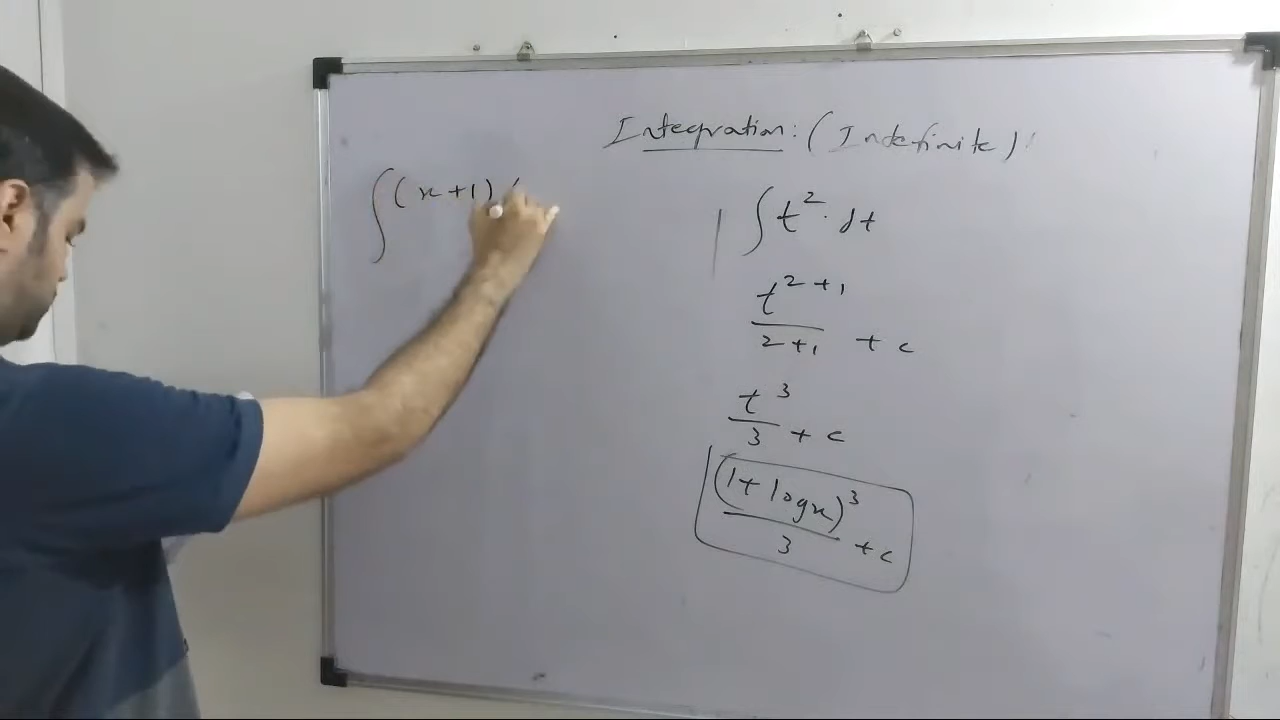 Integration: (Indefinite)
∫(x+1)(
∫t². dt
t²⁺¹/2+1 + c
t³/3 + c
(1+logx)³/3 + c